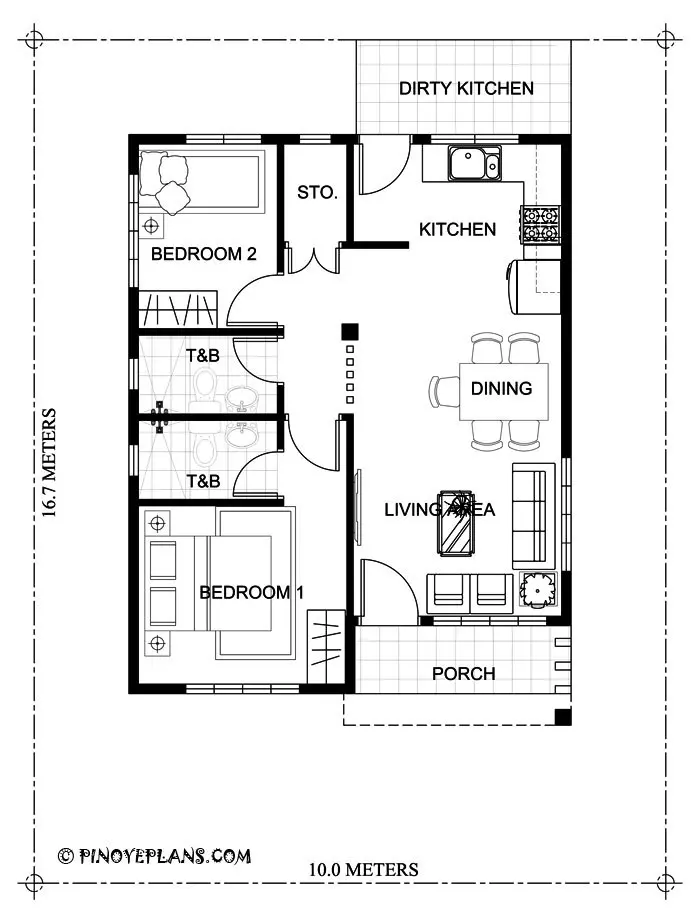 DIRTY KITCHEN
STO.
KITCHEN
BEDROOM 2
T&B
DINING
T&B
LIVING AREA
BEDROOM 1
PORCH
16.7 METERS
© PINOYEPLANS.COM
10.0 METERS